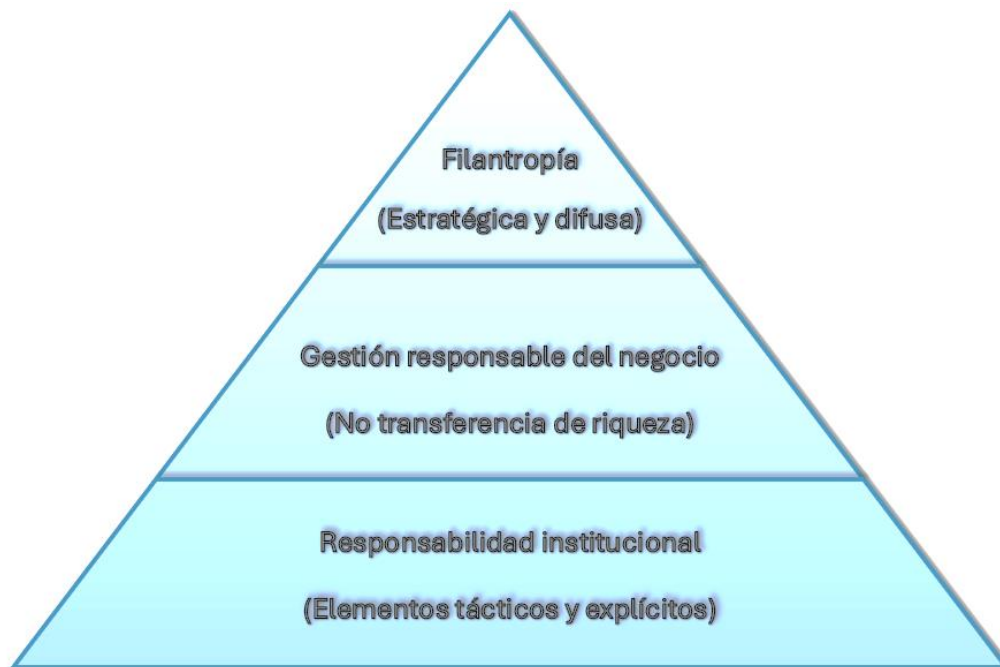 Filantropía
(Estratégica y difusa)
Gestión responsable del negocio
(No transferencia de riqueza)
Responsabilidad institucional
(Elementos tácticos y explícitos)